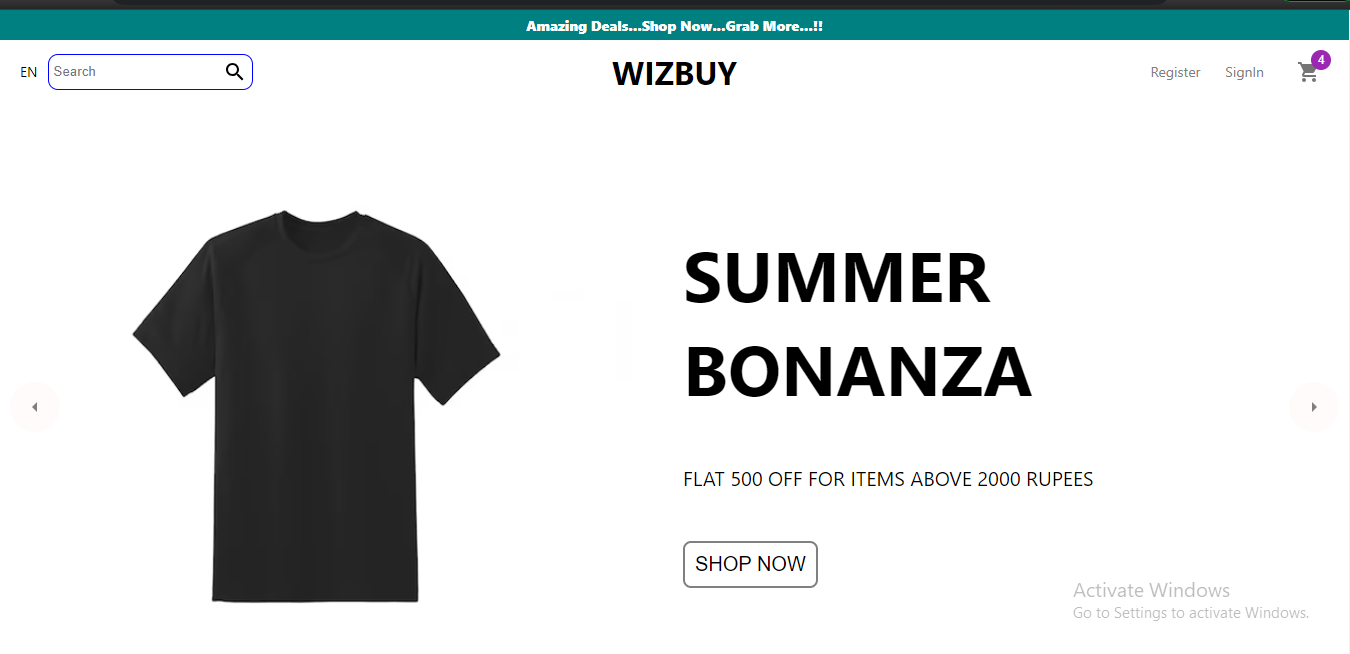 Amazing Deals...Shop Now...Grab More...!!
EN
Search
WIZBUY
Register
SignIn
4
SUMMER
BONANZA
FLAT 500 OFF FOR ITEMS ABOVE 2000 RUPEES
SHOP NOW
Activate Windows
Go to Settings to activate Windows.